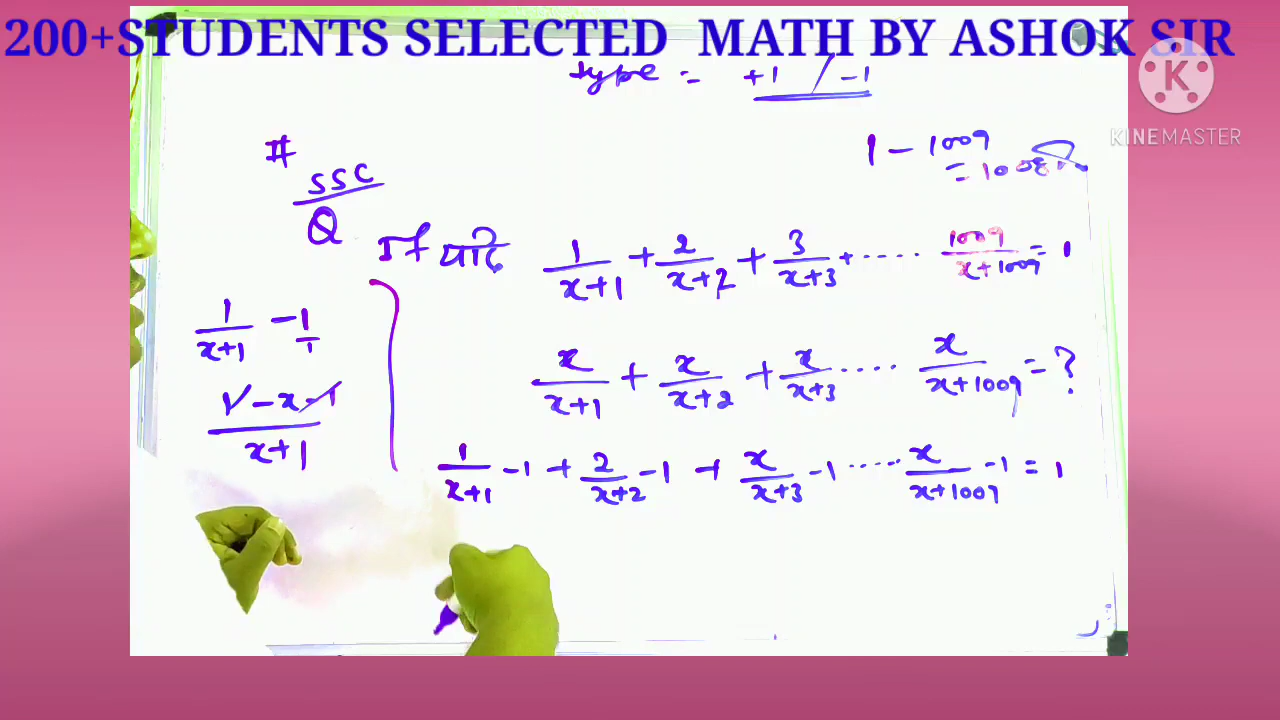 200+STUDENTS SELECTED MATH BY ASHOK SIR
type = +1 / -1
KINEMASTER
1 - 1009
= 1008
#
SSC
Q
If यदि 1/(x+1) + 2/(x+2) + 3/(x+3) + ..... 1009/(x+1009) = 1
1/(x+1) - 1/1
x/(x+1) + x/(x+2) + x/(x+3) ..... x/(x+1009) = ?
1-x-1/(x+1)
1/(x+1) -1 + 2/(x+2) -1 + x/(x+3) -1 ..... x/(x+1009) -1 = 1